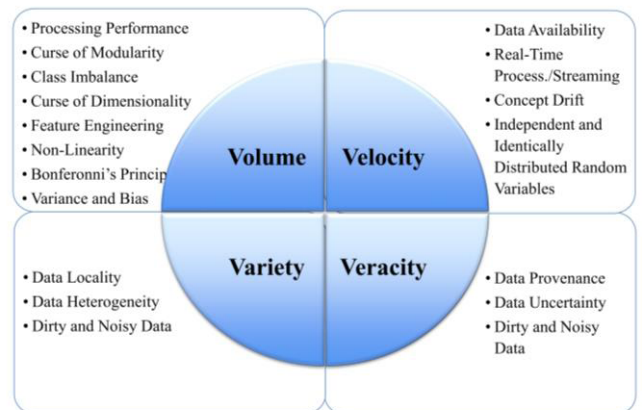 • Processing Performance
• Curse of Modularity
• Class Imbalance
• Curse of Dimensionality
• Feature Engineering
• Non-Linearity
• Bonferonni's Princip
• Variance and Bias
Volume
• Data Availability
• Real-Time
Process./Streaming
• Concept Drift
• Independent and
Identically
Distributed Random
Variables
Velocity
• Data Locality
• Data Heterogeneity
• Dirty and Noisy Data
Variety
• Data Provenance
• Data Uncertainty
• Dirty and Noisy
Data
Veracity